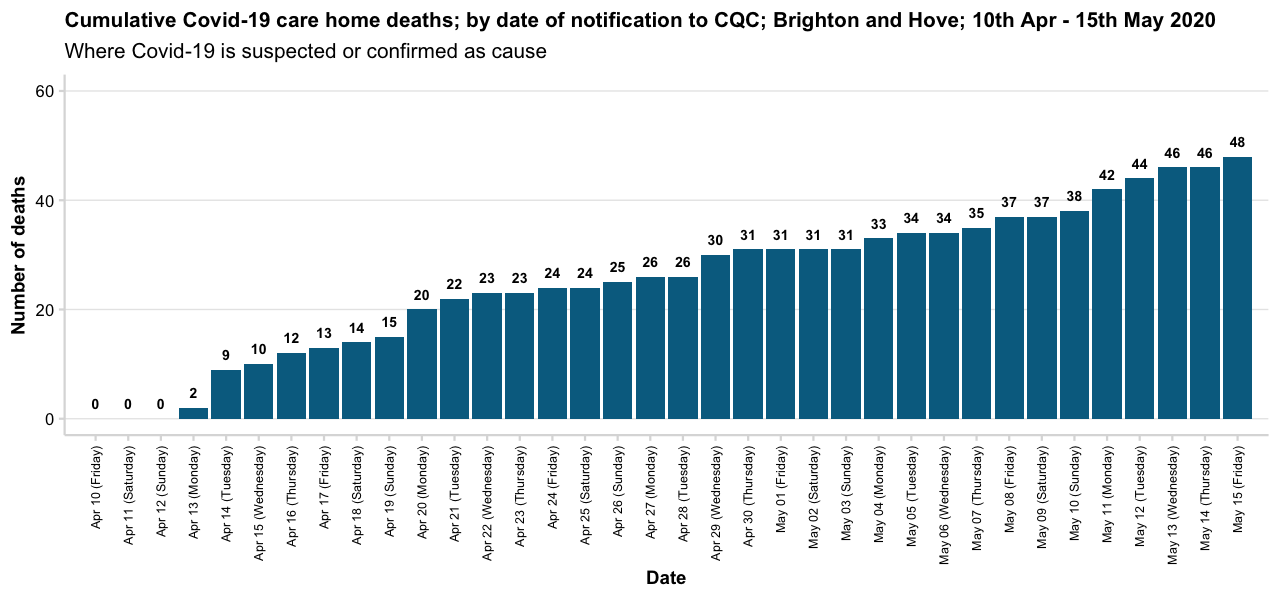 Cumulative Covid-19 care home deaths; by date of notification to CQC; Brighton and Hove; 10th Apr - 15th May 2020
Where Covid-19 is suspected or confirmed as cause
Number of deaths
60
40
20
0
0
0
0
2
9
10
12
13
14
15
20
22
23
23
24
24
25
26
26
30
31
31
31
31
33
34
34
35
37
37
38
42
44
46
46
48
Apr 10 (Friday)
Apr 11 (Saturday)
Apr 12 (Sunday)
Apr 13 (Monday)
Apr 14 (Tuesday)
Apr 15 (Wednesday)
Apr 16 (Thursday)
Apr 17 (Friday)
Apr 18 (Saturday)
Apr 19 (Sunday)
Apr 20 (Monday)
Apr 21 (Tuesday)
Apr 22 (Wednesday)
Apr 23 (Thursday)
Apr 24 (Friday)
Apr 25 (Saturday)
Apr 26 (Sunday)
Apr 27 (Monday)
Apr 28 (Tuesday)
Apr 29 (Wednesday)
Apr 30 (Thursday)
May 01 (Friday)
May 02 (Saturday)
May 03 (Sunday)
May 04 (Monday)
May 05 (Tuesday)
May 06 (Wednesday)
May 07 (Thursday)
May 08 (Friday)
May 09 (Saturday)
May 10 (Sunday)
May 11 (Monday)
May 12 (Tuesday)
May 13 (Wednesday)
May 14 (Thursday)
May 15 (Friday)
Date